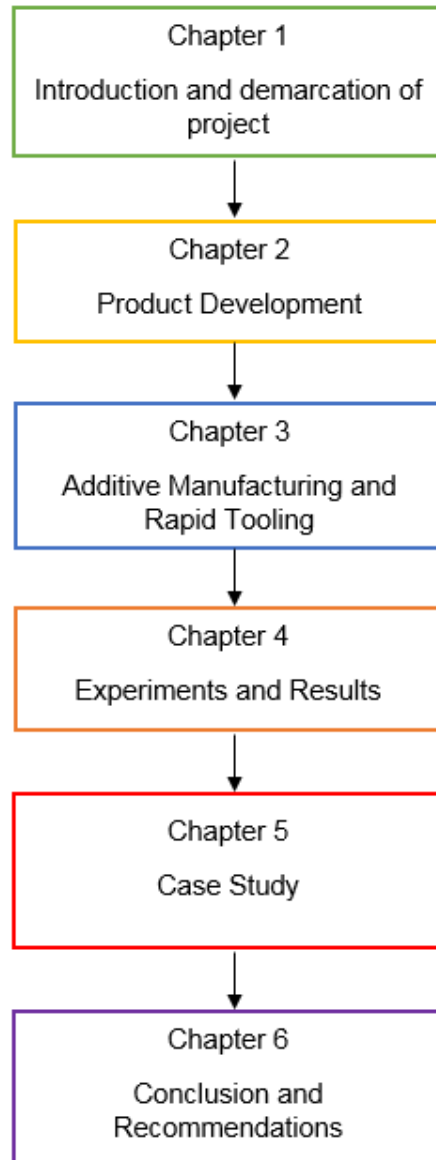 Chapter 1
Introduction and demarcation of
project
Chapter 2
Product Development
Chapter 3
Additive Manufacturing and
Rapid Tooling
Chapter 4
Experiments and Results
Chapter 5
Case Study
Chapter 6
Conclusion and
Recommendations